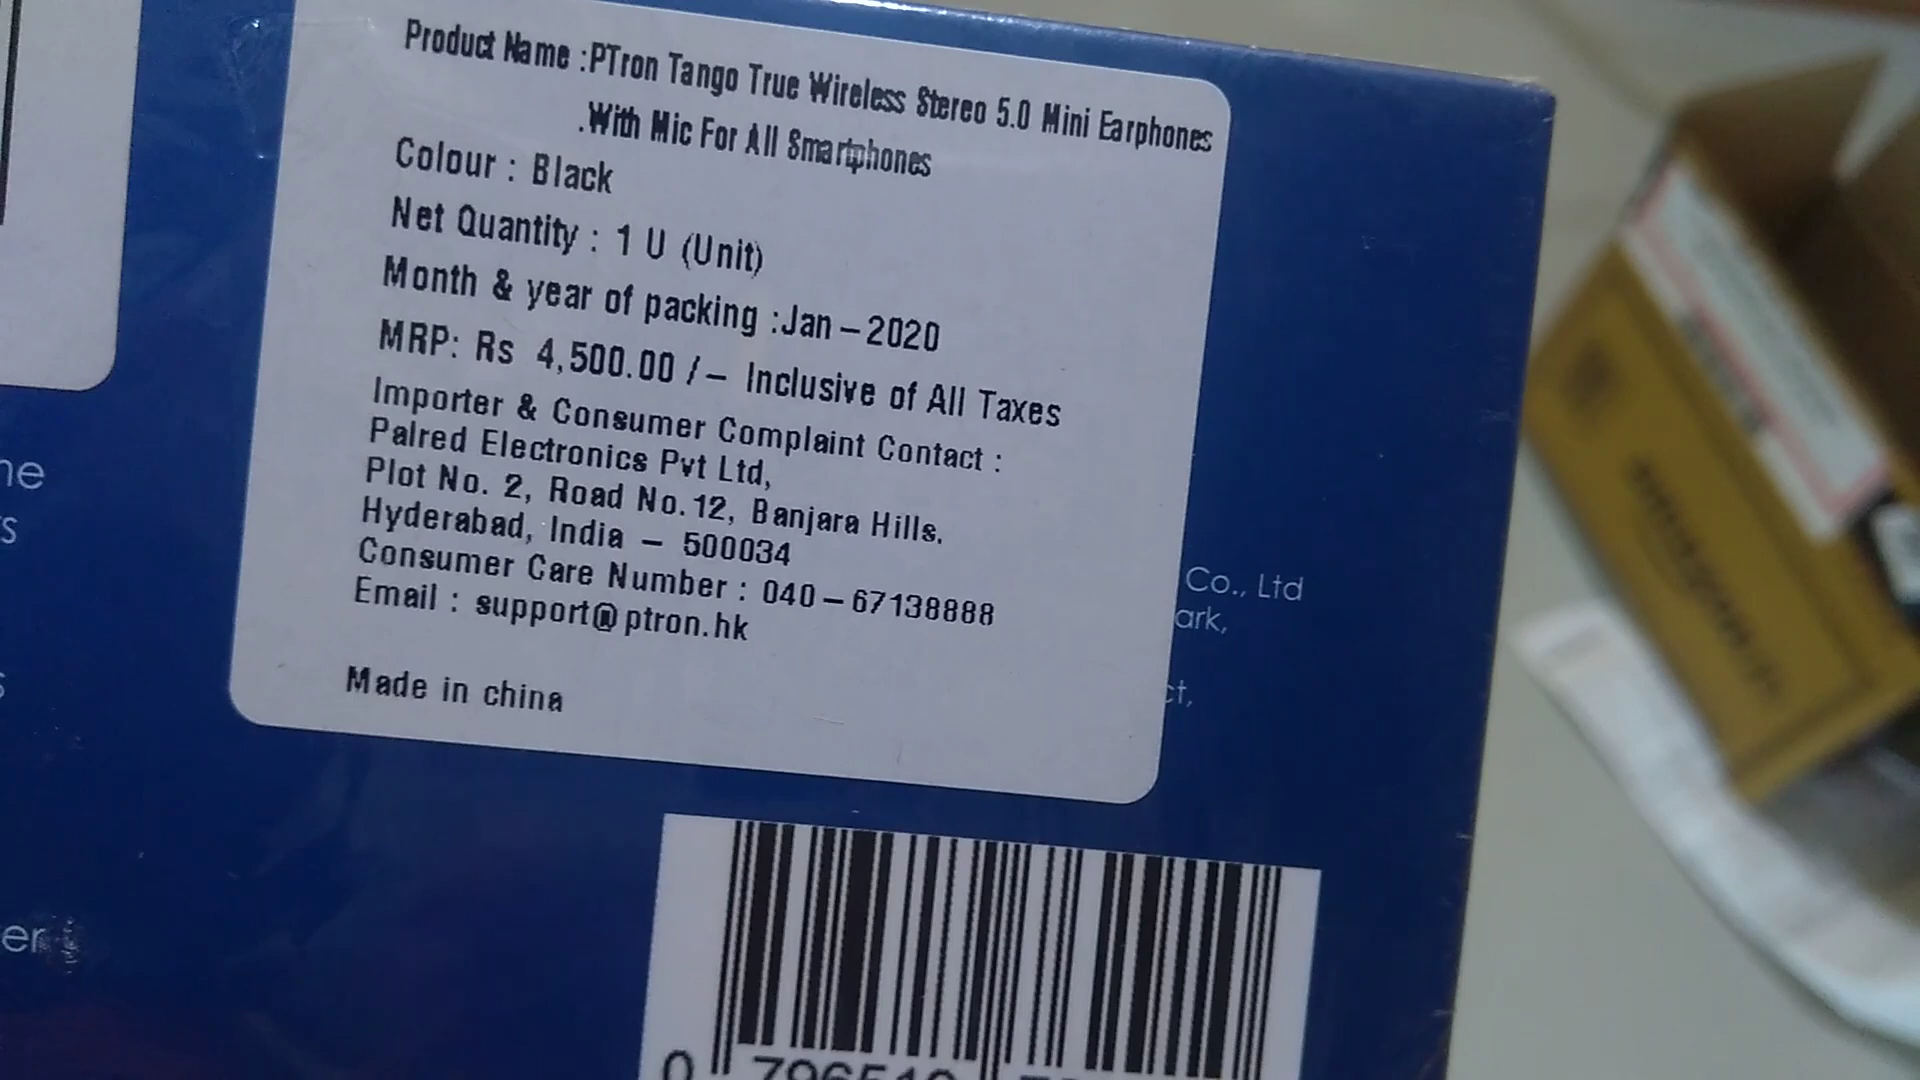 Product Name :PTron Tango True Wireless Stereo 5.0 Mini Earphones
.With Mic For All Smartphones
Colour : Black
Net Quantity : 1 U (Unit)
Month & year of packing :Jan-2020
MRP: Rs 4,500.00 /- Inclusive of All Taxes
Importer & Consumer Complaint Contact :
Palred Electronics Pvt Ltd,
Plot No. 2, Road No.12, Banjara Hills.
Hyderabad, India - 500034
Consumer Care Number : 040-67138888
Email : support@ptron.hk
Made in china
Co., Ltd
ark,
ct,
er
0